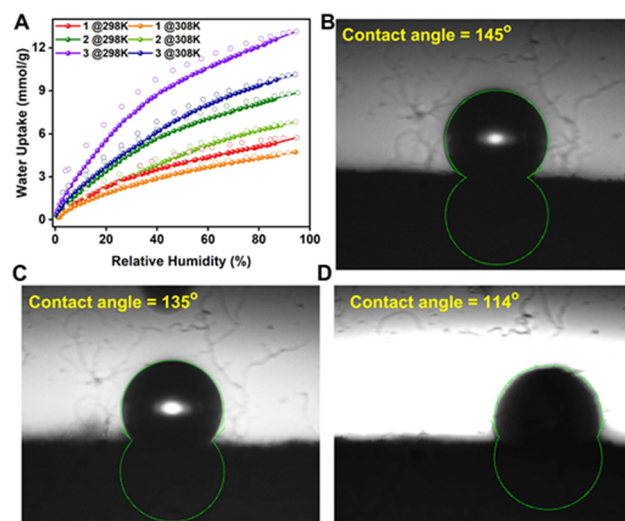 A
1 @298K 1 @308K
2 @298K 2 @308K
3 @298K 3 @308K
Water Uptake (mmol/g)
12
9
6
3
0
0 20 40 60 80 100
Relative Humidity (%)
B
Contact angle = 145°
C
Contact angle = 135°
D
Contact angle = 114°